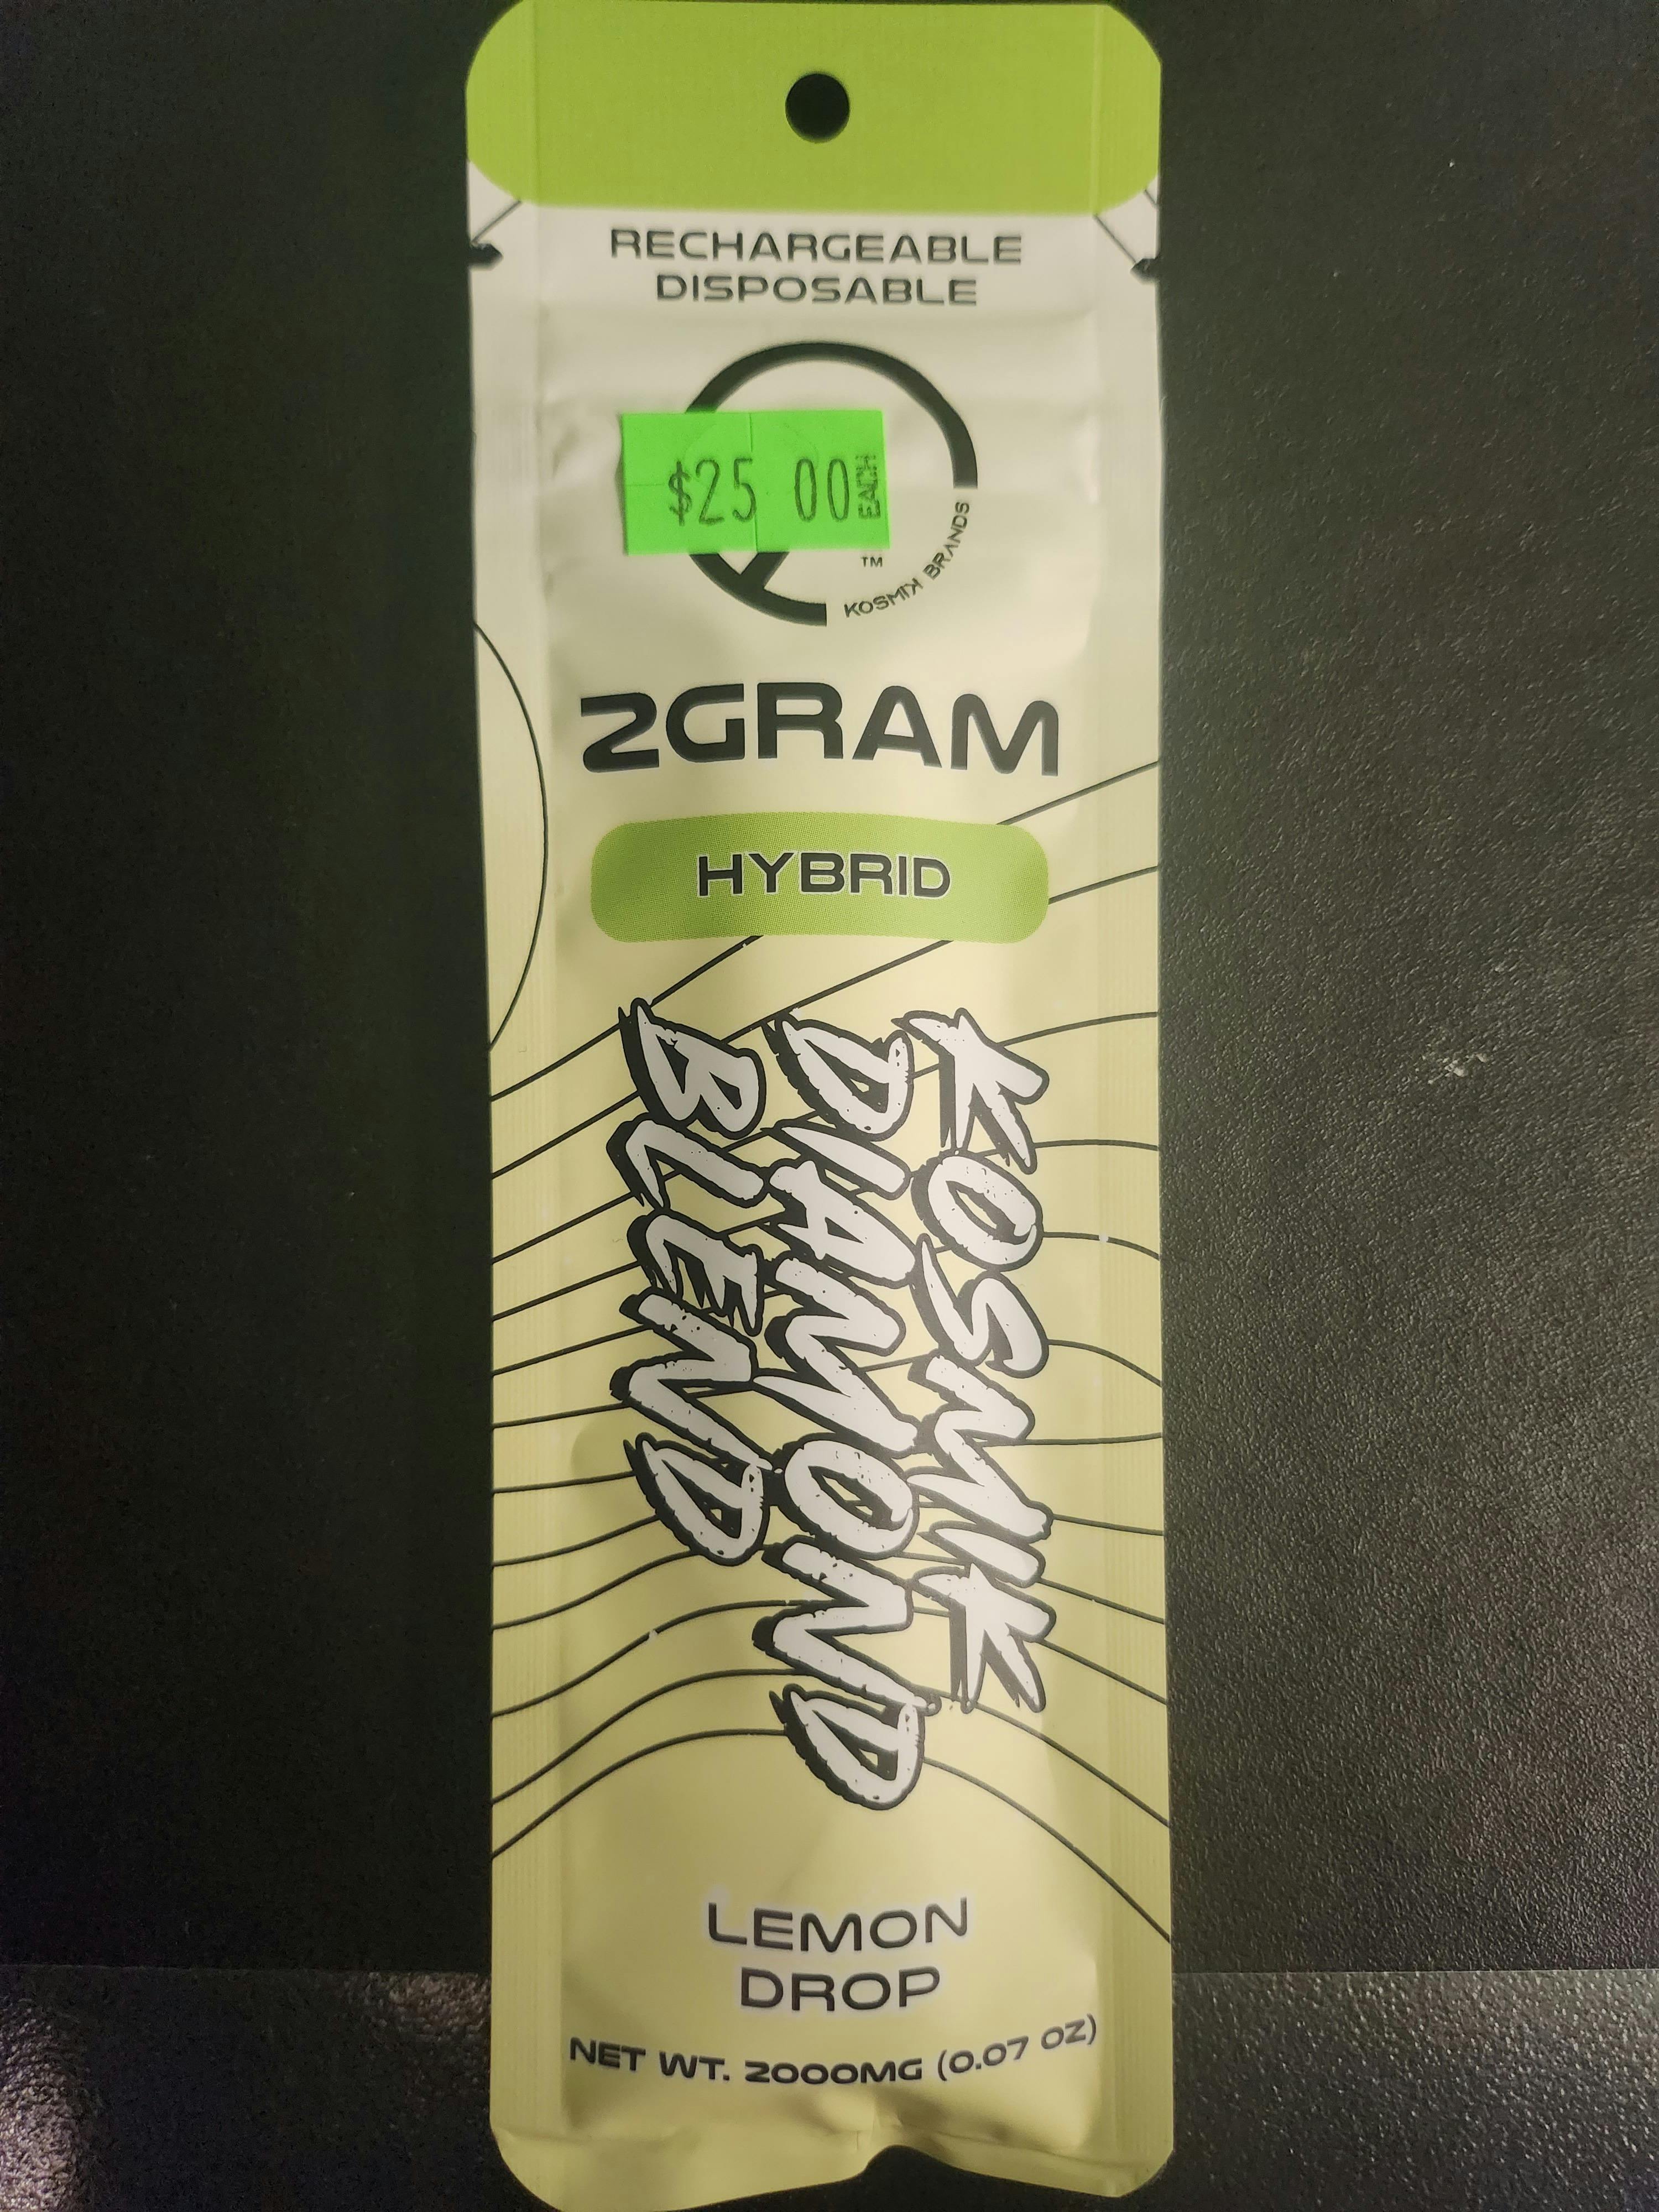 RECHARGEABLE
DISPOSABLE
$25 00 EACH
TM
KOSMIK BRANDS
2GRAM
HYBRID
KOSMIK
DIAMOND
BLEND
LEMON
DROP
NET WT. 2000MG (0.07 OZ)